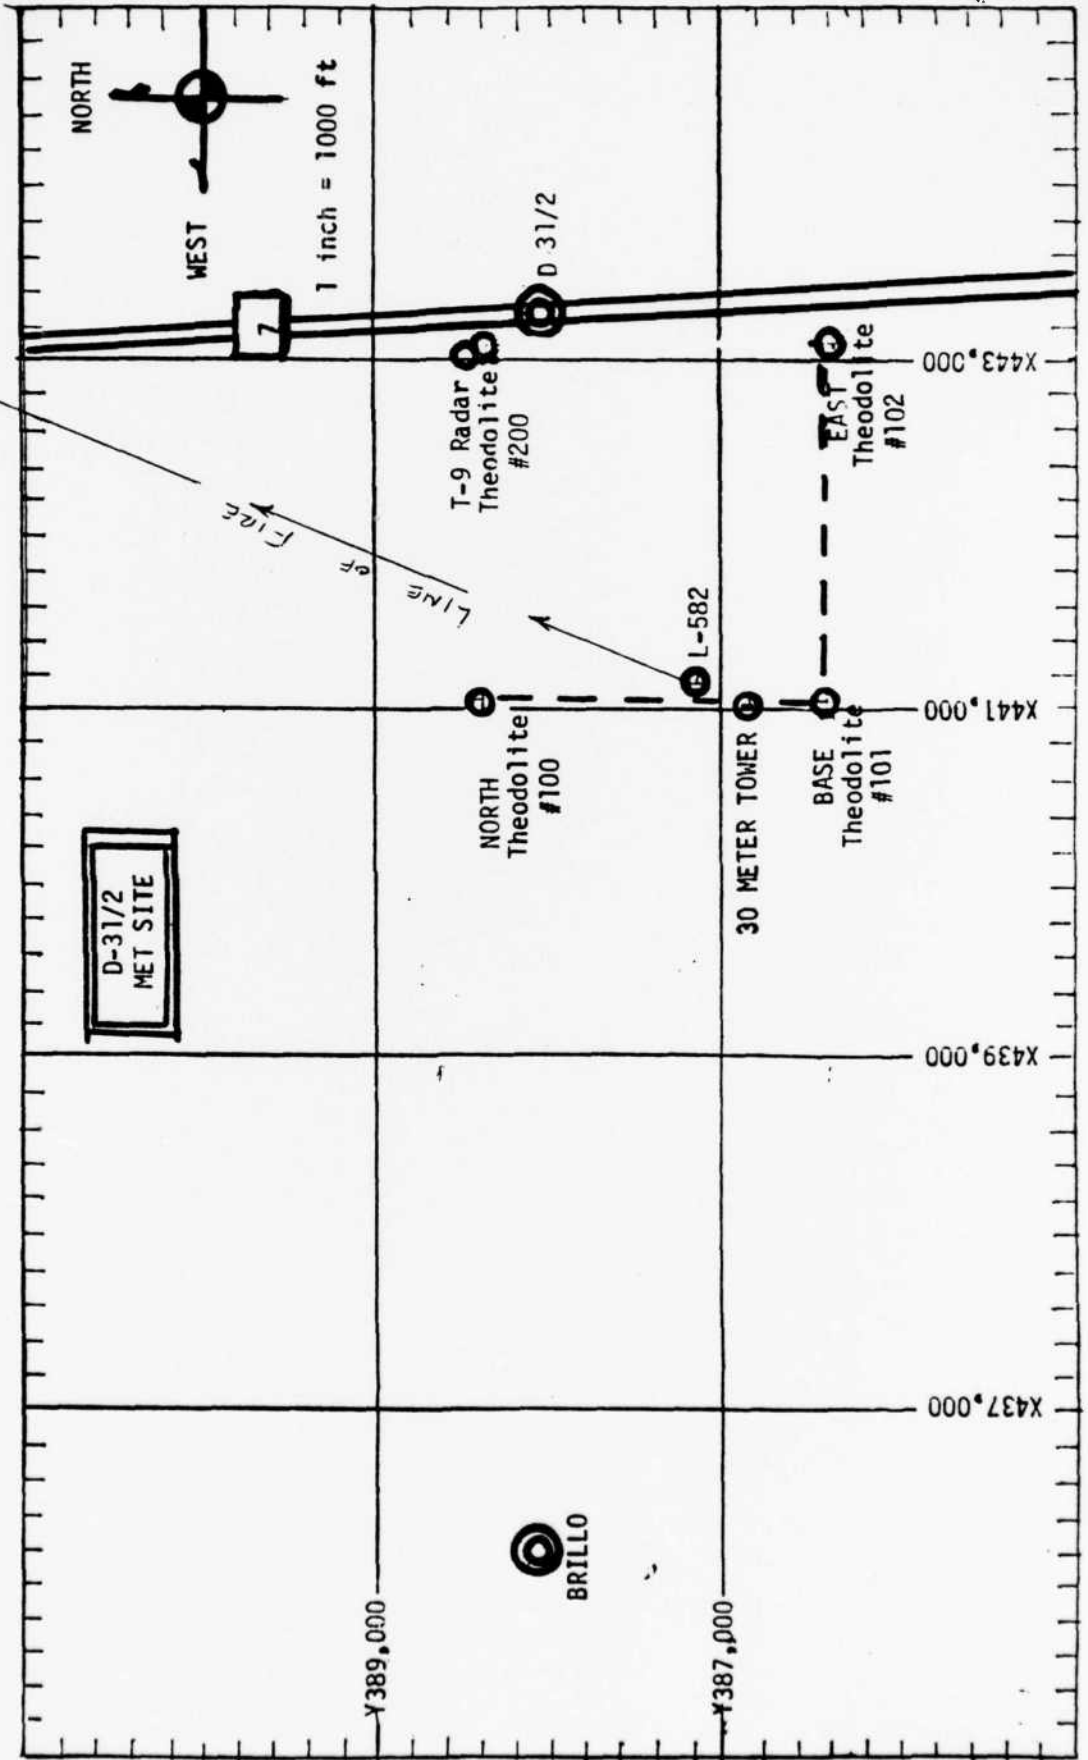 NORTH
WEST
1 inch = 1000 ft
7
D 31/2
T-9 Radar
Theodolite
#200
LINE OF FIRE
D-31/2
MET SITE
NORTH
Theodolite
#100
L-582
30 METER TOWER
BASE
Theodolite
#101
EAST
Theodolite
#102
BRILLO
Y389,000
Y387,000
X437,000
X439,000
X441,000
X443,000